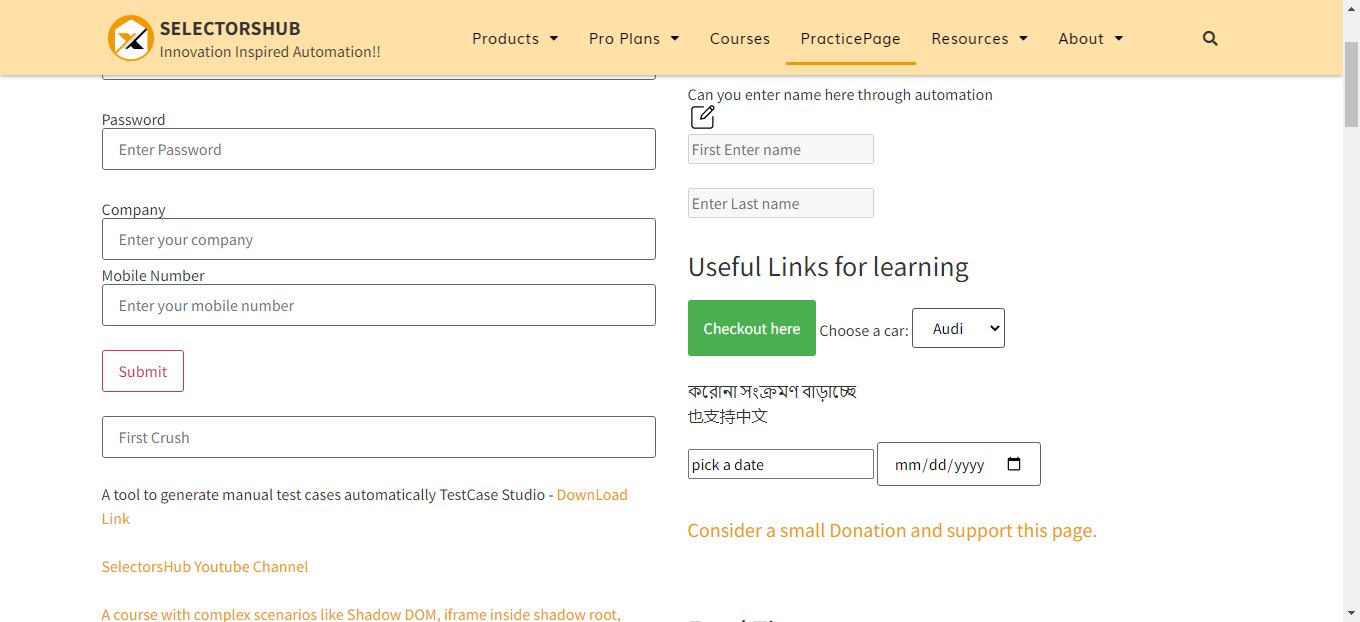 SELECTORSHUB
Innovation Inspired Automation!!
Products
Pro Plans
Courses
PracticePage
Resources
About
Password
Enter Password
Company
Enter your company
Mobile Number
Enter your mobile number
Submit
First Crush
A tool to generate manual test cases automatically TestCase Studio - DownLoad
Link
SelectorsHub Youtube Channel
A course with complex scenarios like Shadow DOM, iframe inside shadow root,
Can you enter name here through automation
First Enter name
Enter Last name
Useful Links for learning
Checkout here
Choose a car:
Audi
করোনা সংক্রমণ বাড়াচ্ছে
也支持中文
pick a date
mm/dd/yyyy
Consider a small Donation and support this page.